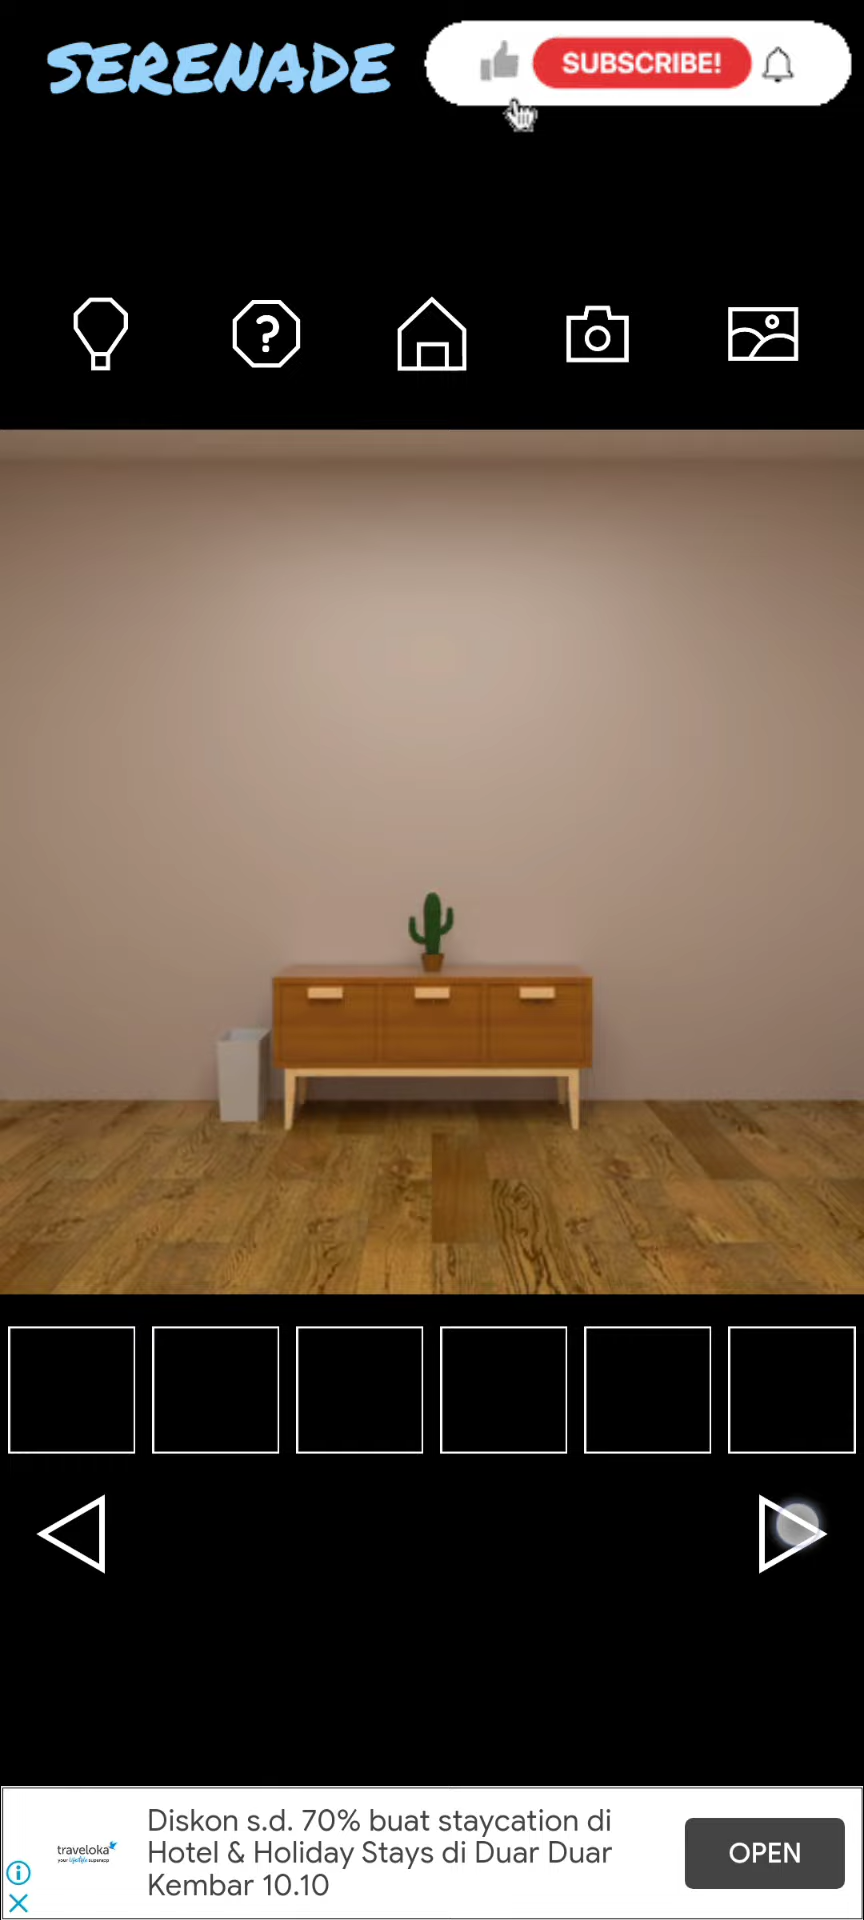 SERENADE
SUBSCRIBE!
?
traveloka
Diskon s.d. 70% buat staycation di
Hotel & Holiday Stays di Duar Duar
Kembar 10.10
OPEN